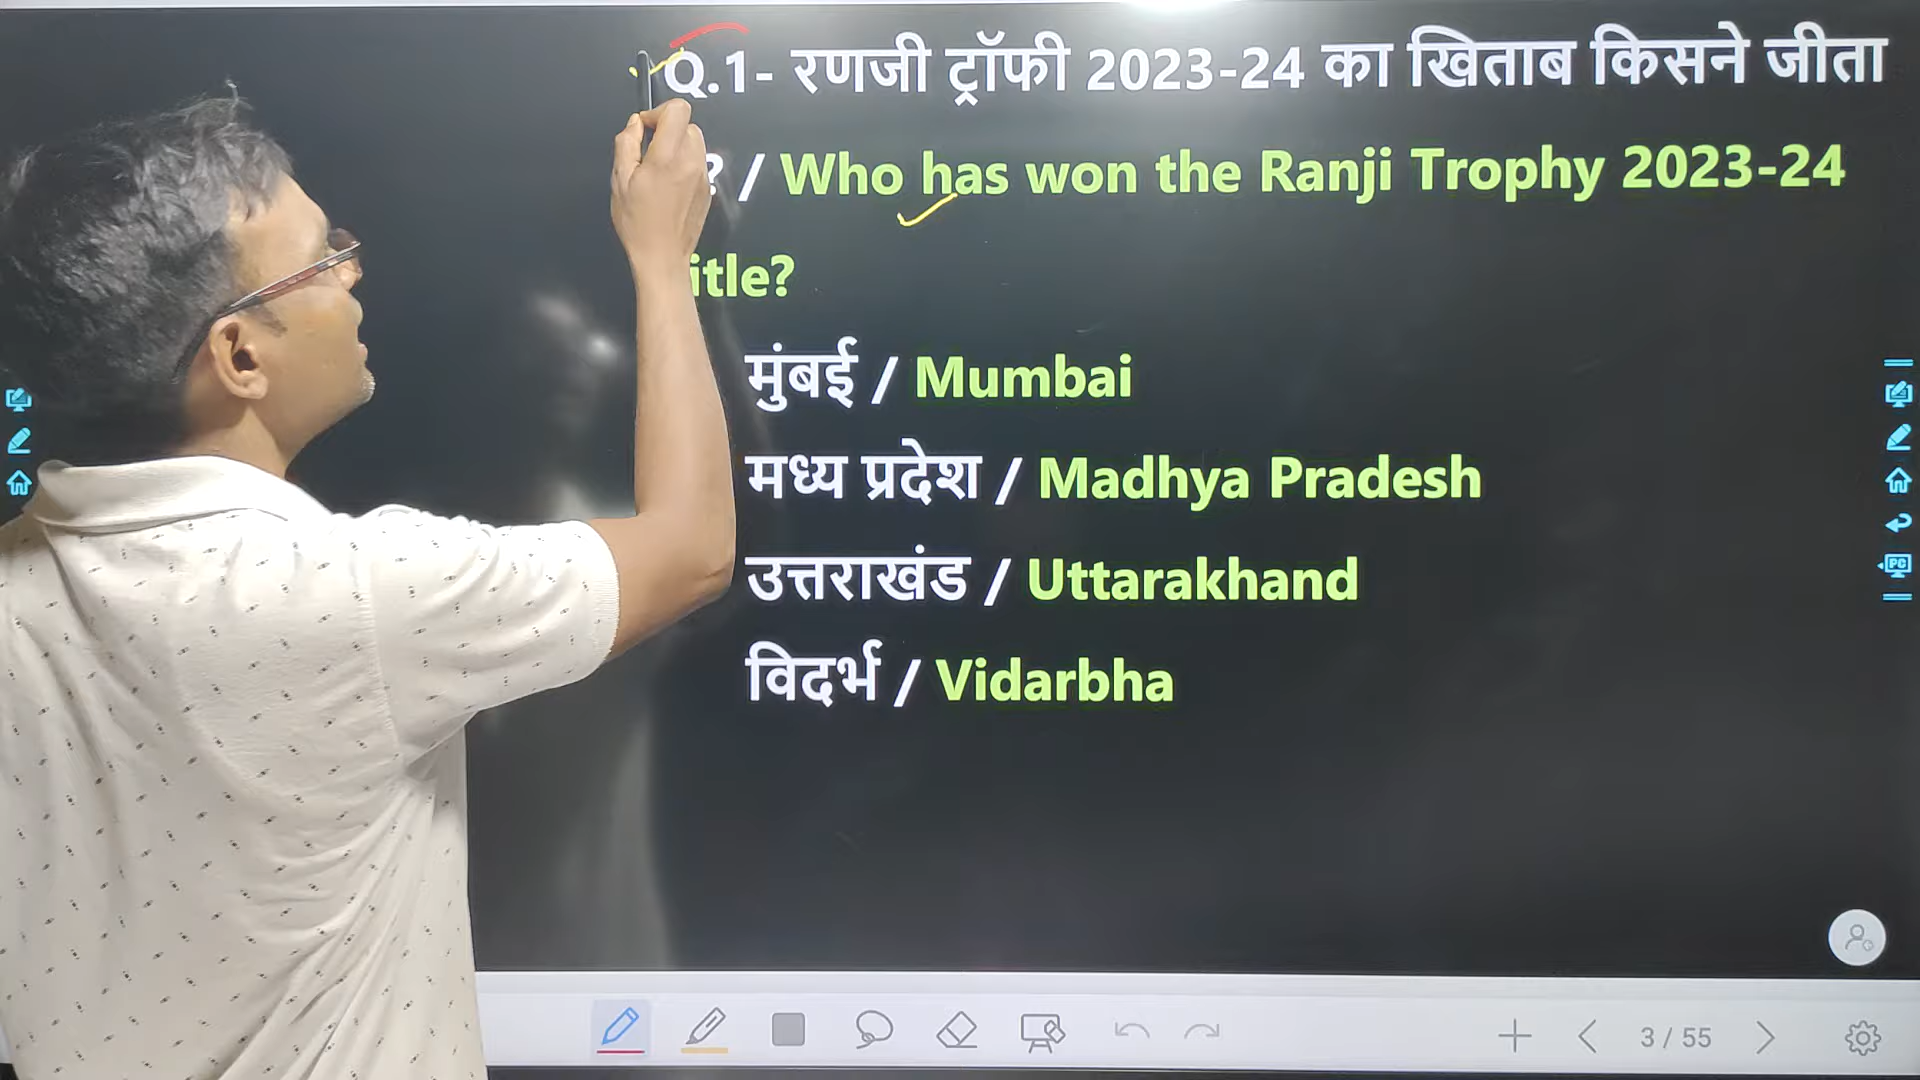 Q.1- रणजी ट्रॉफी 2023-24 का खिताब किसने जीता
? / Who has won the Ranji Trophy 2023-24
itle?
मुंबई / Mumbai
मध्य प्रदेश / Madhya Pradesh
उत्तराखंड / Uttarakhand
विदर्भ / Vidarbha
PC
3 / 55